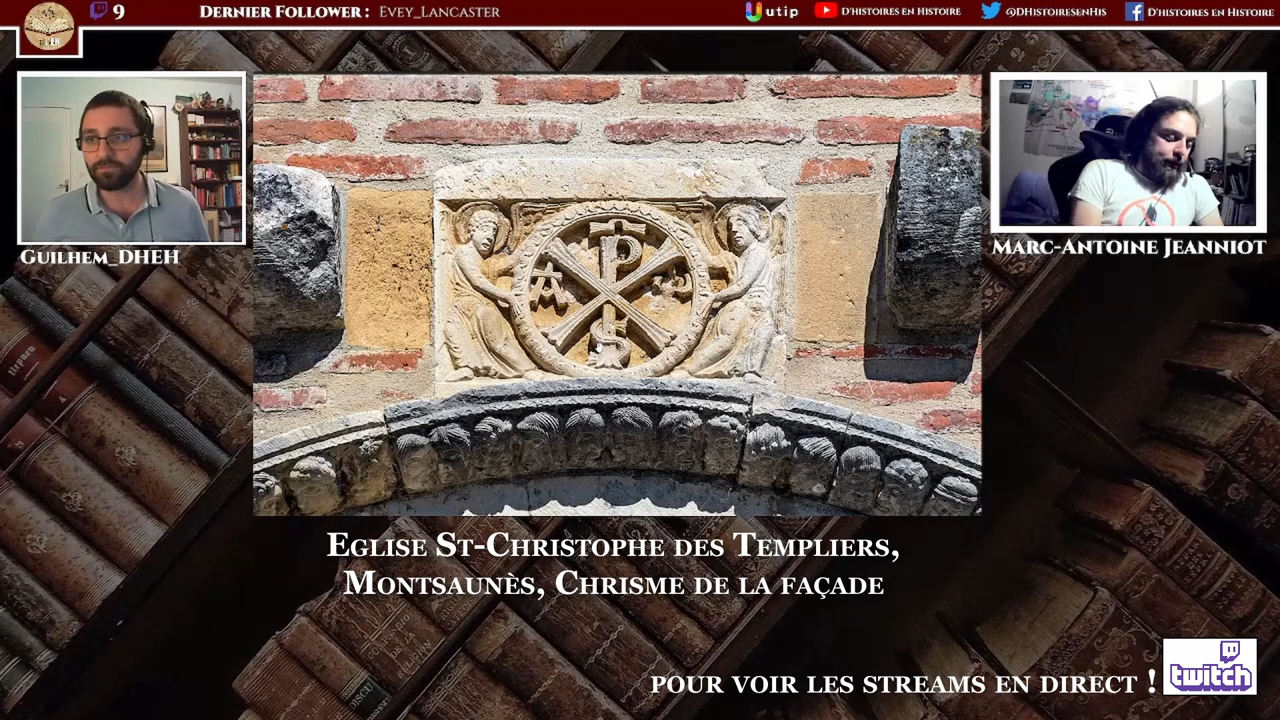 9
DERNIER FOLLOWER : EVEY_LANCASTER
utip
D'HISTOIRES EN HISTOIRE
@DHISTOIRESENHIS
D'HISTOIRES EN HISTOIRE
GUILHEM_DHEH
MARC-ANTOINE JEANNIOT
A P ω
S
EGLISE ST-CHRISTOPHE DES TEMPLIERS,
MONTSAUNÈS, CHRISME DE LA FAÇADE
POUR VOIR LES STREAMS EN DIRECT !
twitch